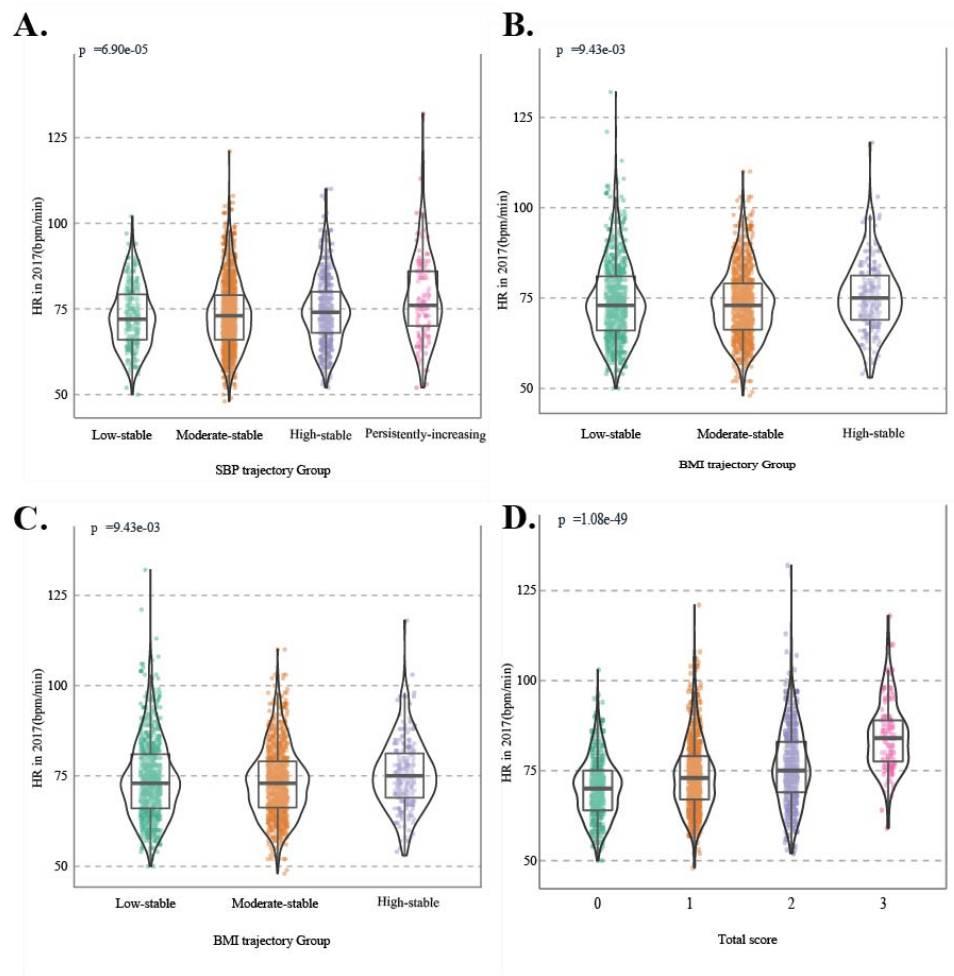 A.
p =6.90e-05
HR in 2017(bpm/min)
125
100
75
50
Low-stable Moderate-stable High-stable Persistently-increasing
SBP trajectory Group
B.
p =9.43e-03
HR in 2017(bpm/min)
125
100
75
50
Low-stable Moderate-stable High-stable
BMI trajectory Group
C.
p =9.43e-03
HR in 2017(bpm/min)
125
100
75
50
Low-stable Moderate-stable High-stable
BMI trajectory Group
D.
p =1.08e-49
HR in 2017(bpm/min)
125
100
75
50
0 1 2 3
Total score